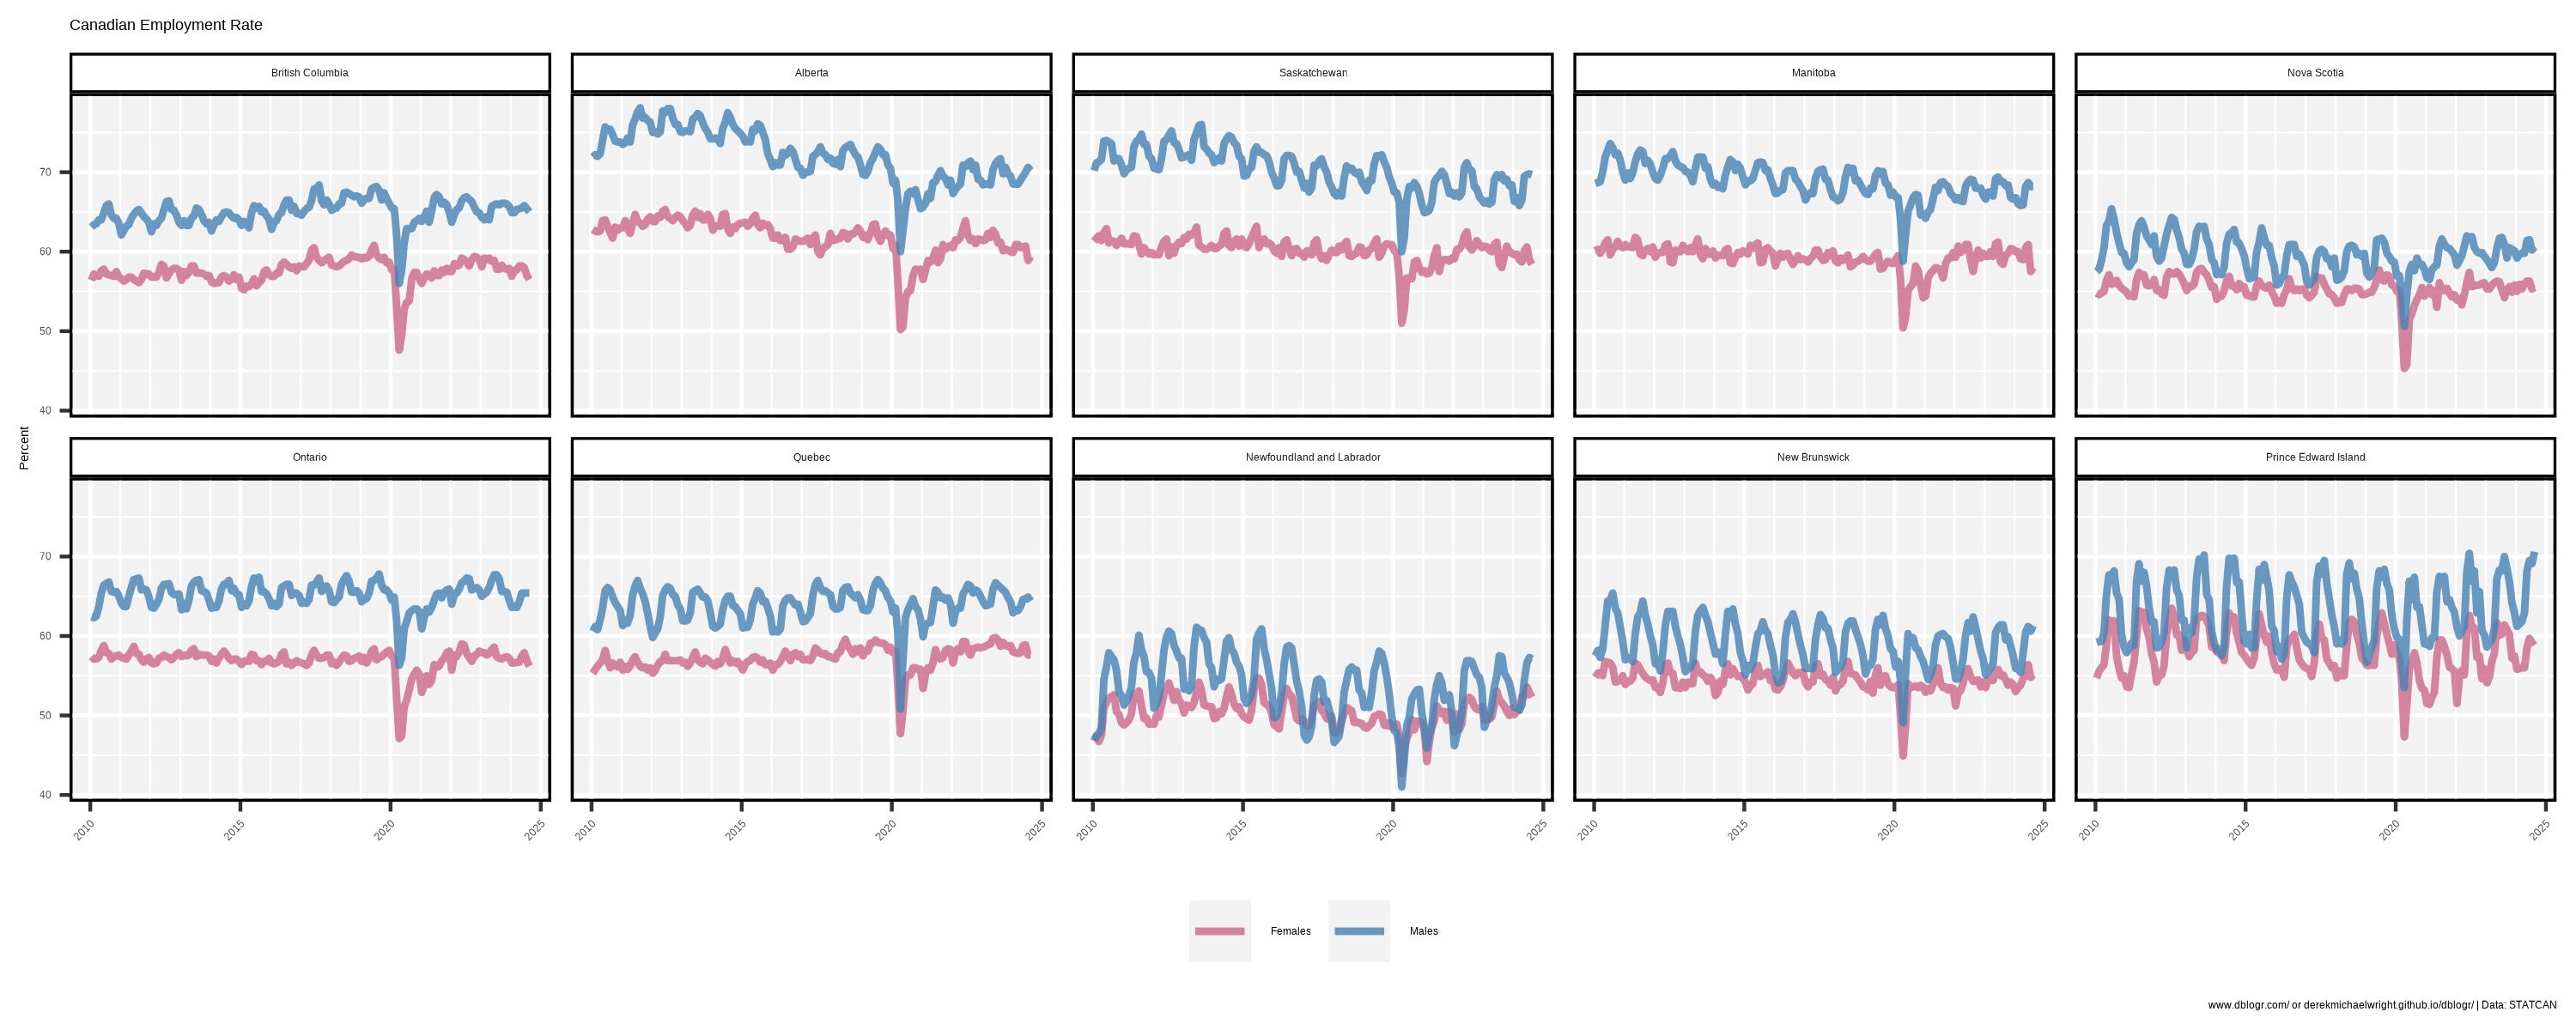 Canadian Employment Rate
British Columbia
Alberta
Saskatchewan
Manitoba
Nova Scotia
70
60
50
40
Percent
Ontario
Quebec
Newfoundland and Labrador
New Brunswick
Prince Edward Island
70
60
50
40
2010
2015
2020
2025
2010
2015
2020
2025
2010
2015
2020
2025
2010
2015
2020
2025
2010
2015
2020
2025
Females
Males
www.dblogr.com/ or derekmichaelwright.github.io/dblogr/ | Data: STATCAN